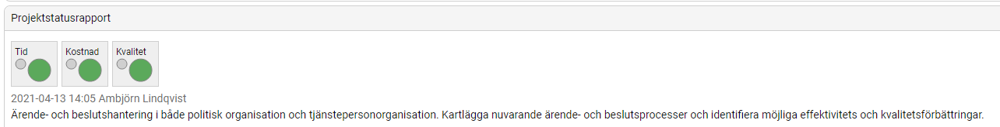 Projektstatusrapport
Tid Kostnad Kvalitet
2021-04-13 14:05 Ambjörn Lindqvist
Ärende- och beslutshantering i både politisk organisation och tjänstepersonorganisation. Kartlägga nuvarande ärende- och beslutsprocesser och identifiera möjliga effektivitets och kvalitetsförbättringar.